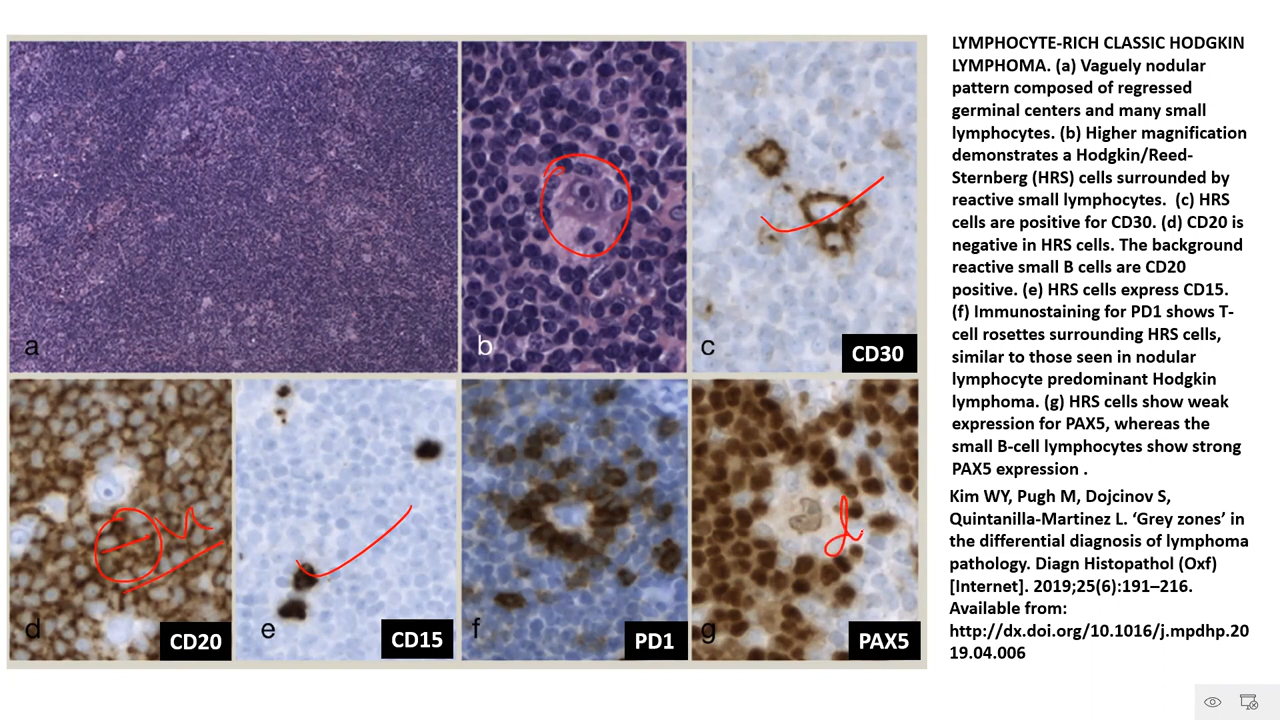 a
b
c
CD30
d
CD20
e
CD15
f
PD1
g
PAX5
LYMPHOCYTE-RICH CLASSIC HODGKIN
LYMPHOMA. (a) Vaguely nodular
pattern composed of regressed
germinal centers and many small
lymphocytes. (b) Higher magnification
demonstrates a Hodgkin/Reed-
Sternberg (HRS) cells surrounded by
reactive small lymphocytes. (c) HRS
cells are positive for CD30. (d) CD20 is
negative in HRS cells. The background
reactive small B cells are CD20
positive. (e) HRS cells express CD15.
(f) Immunostaining for PD1 shows T-
cell rosettes surrounding HRS cells,
similar to those seen in nodular
lymphocyte predominant Hodgkin
lymphoma. (g) HRS cells show weak
expression for PAX5, whereas the
small B-cell lymphocytes show strong
PAX5 expression .
Kim WY, Pugh M, Dojcinov S,
Quintanilla-Martinez L. ‘Grey zones’ in
the differential diagnosis of lymphoma
pathology. Diagn Histopathol (Oxf)
[Internet]. 2019;25(6):191–216.
Available from:
http://dx.doi.org/10.1016/j.mpdhp.20
19.04.006